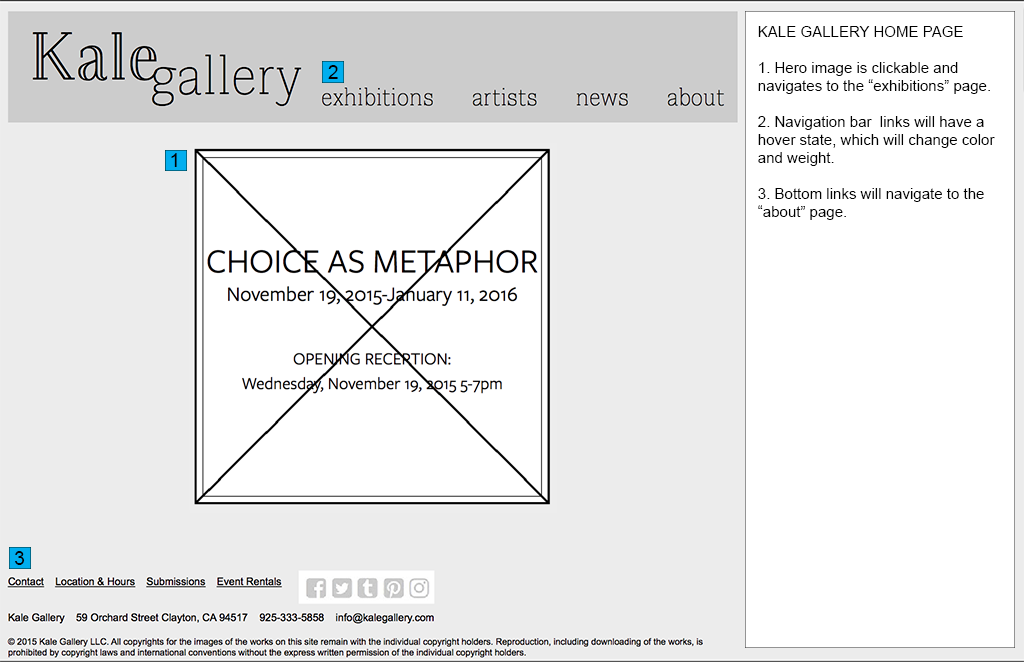 Kale gallery
2
exhibitions artists news about
1
CHOICE AS METAPHOR
November 19, 2015-January 11, 2016
OPENING RECEPTION:
Wednesday, November 19, 2015 5-7pm
3
Contact Location & Hours Submissions Event Rentals
Kale Gallery 59 Orchard Street Clayton, CA 94517 925-333-5858 info@kalegallery.com
© 2015 Kale Gallery LLC. All copyrights for the images of the works on this site remain with the individual copyright holders. Reproduction, including downloading of the works, is
prohibited by copyright laws and international conventions without the express written permission of the individual copyright holders.
KALE GALLERY HOME PAGE
1. Hero image is clickable and
navigates to the “exhibitions” page.
2. Navigation bar links will have a
hover state, which will change color
and weight.
3. Bottom links will navigate to the
“about” page.